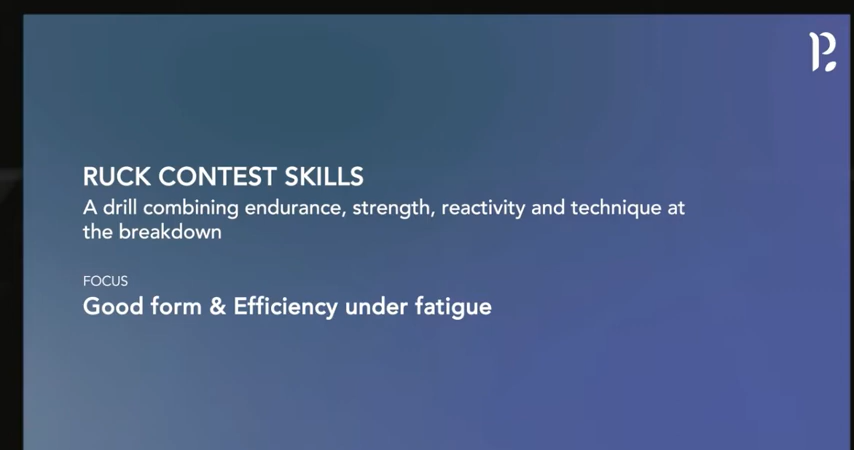 RUCK CONTEST SKILLS
A drill combining endurance, strength, reactivity and technique at
the breakdown
FOCUS
Good form & Efficiency under fatigue